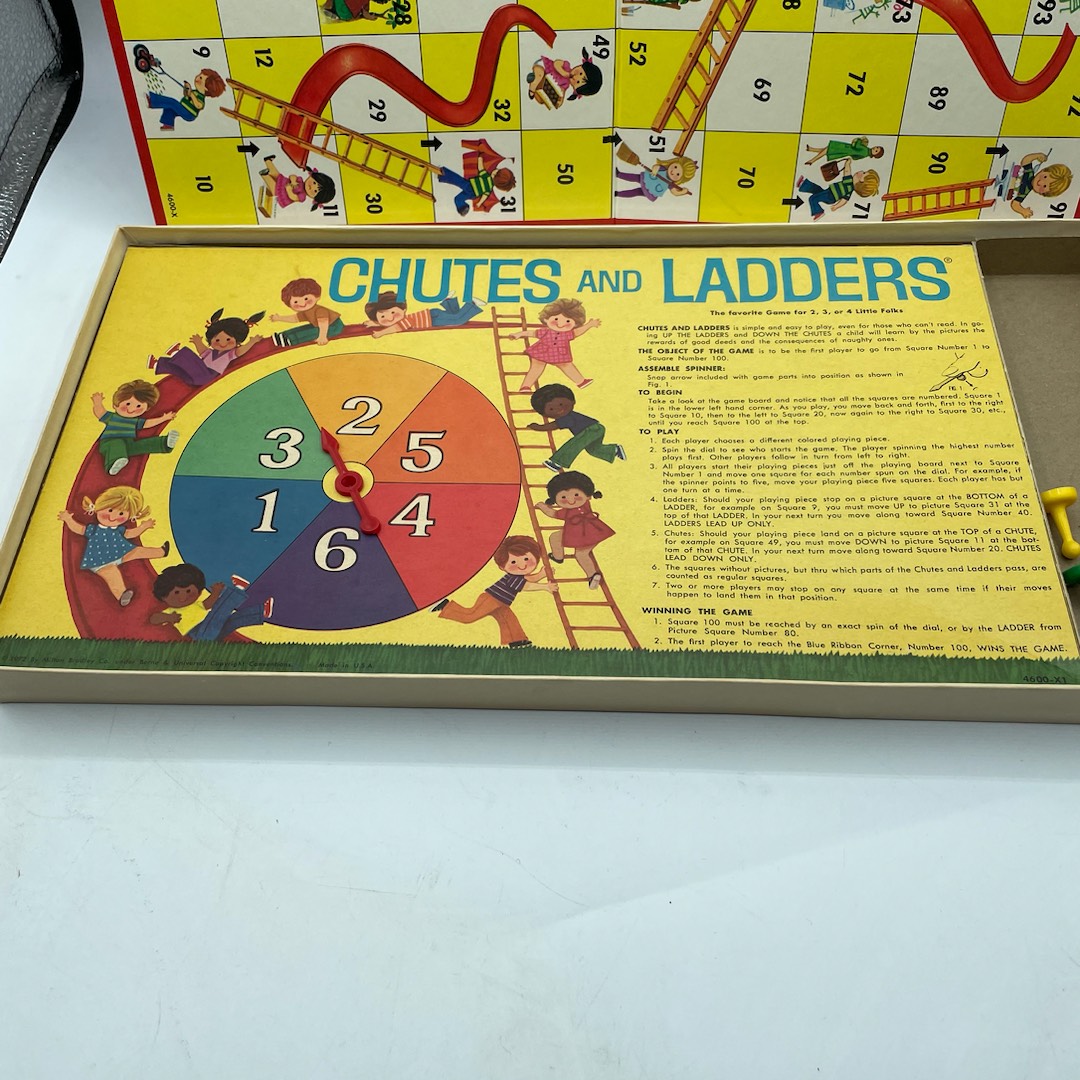 28
73
93
9
12
29
32
49
52
69
72
89
72
10
11
30
31
50
51
70
71
90
91
4600-X
CHUTES AND LADDERS®
The favorite Game for 2, 3, or 4 Little Folks
CHUTES AND LADDERS is simple and easy to play, even for those who can't read. In go-
ing UP THE LADDERS and DOWN THE CHUTES a child will learn by the pictures the
rewards of good deeds and the consequences of naughty ones.
THE OBJECT OF THE GAME is to be the first player to go from Square Number 1 to
Square Number 100.
ASSEMBLE SPINNER:
Snap arrow included with game parts into position as shown in
Fig. 1.
FIG 1
TO BEGIN
Take a look at the game board and notice that all the squares are numbered. Square 1
is in the lower left hand corner. As you play, you move back and forth, first to the right
to Square 10, then to the left to Square 20, now again to the right to Square 30, etc.,
until you reach Square 100 at the top.
TO PLAY
1. Each player chooses a different colored playing piece.
2. Spin the dial to see who starts the game. The player spinning the highest number
plays first. Other players follow in turn from left to right.
3. All players start their playing pieces just off the playing board next to Square
Number 1 and move one square for each number spun on the dial. For example, if
the spinner points to five, move your playing piece five squares. Each player has but
one turn at a time.
4. Ladders: Should your playing piece stop on a picture square at the BOTTOM of a
LADDER, for example on Square 9, you must move UP to picture Square 31 at the
top of that LADDER. In your next turn you move along toward Square Number 40.
LADDERS LEAD UP ONLY.
5. Chutes: Should your playing piece land on a picture square at the TOP of a CHUTE,
for example on Square 49, you must move DOWN to picture Square 11 at the bot-
tom of that CHUTE. In your next turn move along toward Square Number 20. CHUTES
LEAD DOWN ONLY.
6. The squares without pictures, but thru which parts of the Chutes and Ladders pass, are
counted as regular squares.
7. Two or more players may stop on any square at the same time if their moves
happen to land them in that position.
WINNING THE GAME
1. Square 100 must be reached by an exact spin of the dial, or by the LADDER from
Picture Square Number 80.
2. The first player to reach the Blue Ribbon Corner, Number 100, WINS THE GAME.
2
3
5
1
4
6
Universal Copyright Conventions. Made in U.S.A.
4600-X1